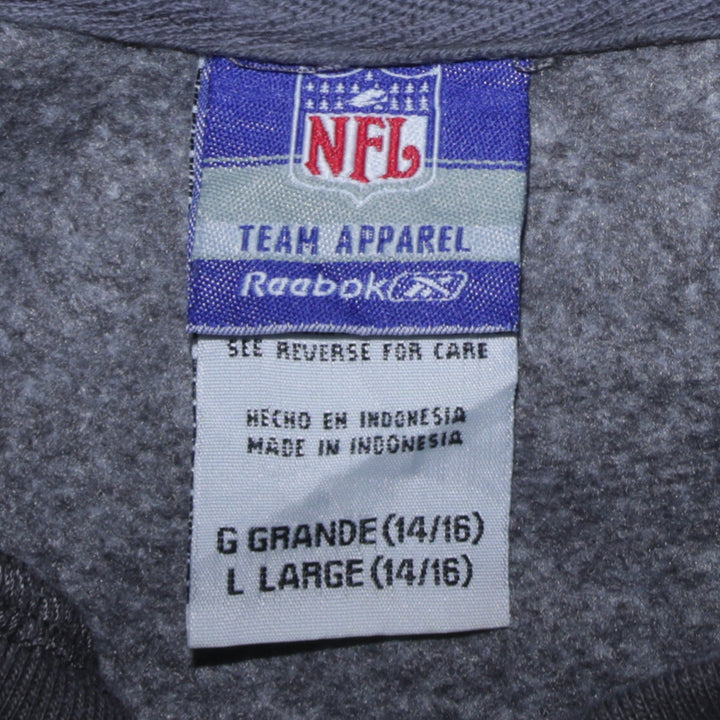 NFL
TEAM APPAREL
Reebok
SEE REVERSE FOR CARE
HECHO EN INDONESIA
MADE IN INDONESIA
G GRANDE (14/16)
L LARGE (14/16)